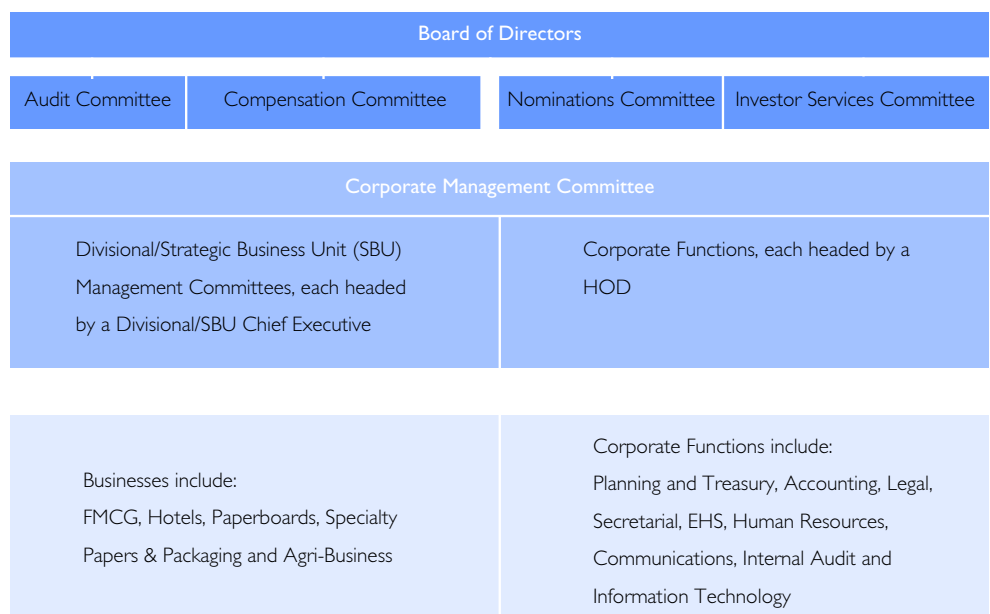 Board of Directors
Audit Committee
Compensation Committee
Nominations Committee
Investor Services Committee
Corporate Management Committee
Divisional/Strategic Business Unit (SBU)
Management Committees, each headed
by a Divisional/SBU Chief Executive
Corporate Functions, each headed by a
HOD
Businesses include:
FMCG, Hotels, Paperboards, Specialty
Papers & Packaging and Agri-Business
Corporate Functions include:
Planning and Treasury, Accounting, Legal,
Secretarial, EHS, Human Resources,
Communications, Internal Audit and
Information Technology